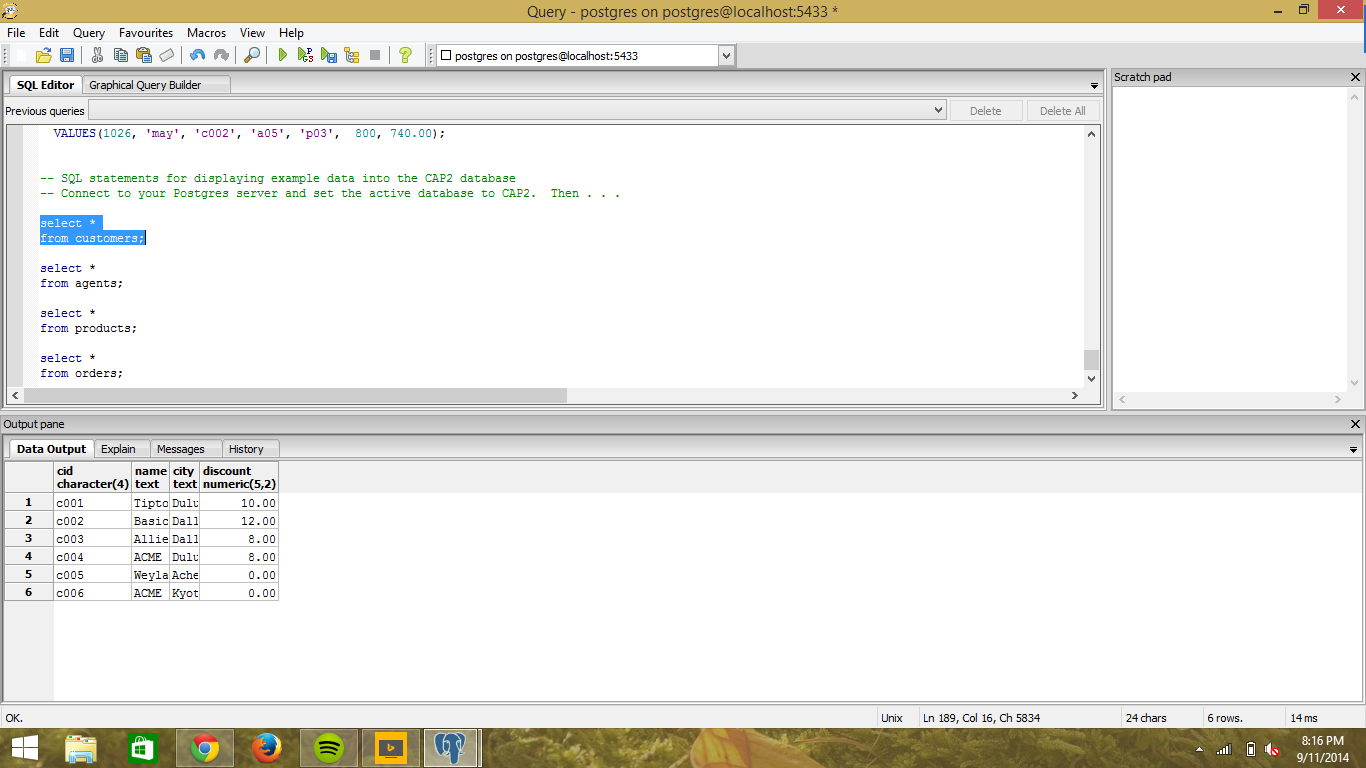 Query - postgres on postgres@localhost:5433 *
File Edit Query Favourites Macros View Help
postgres on postgres@localhost:5433
SQL Editor Graphical Query Builder
Previous queries Delete Delete All
Scratch pad
VALUES(1026, 'may', 'c002', 'a05', 'p03', 800, 740.00);
-- SQL statements for displaying example data into the CAP2 database
-- Connect to your Postgres server and set the active database to CAP2. Then . . .
select *
from customers;
select *
from agents;
select *
from products;
select *
from orders;
Output pane
Data Output Explain Messages History
cid name city discount
character(4) text text numeric(5,2)
1 c001 Tipto Dulu 10.00
2 c002 Basic Dall 12.00
3 c003 Allie Dall 8.00
4 c004 ACME Dulu 8.00
5 c005 Weyla Ache 0.00
6 c006 ACME Kyot 0.00
OK. Unix Ln 189, Col 16, Ch 5834 24 chars 6 rows. 14 ms
8:16 PM
9/11/2014